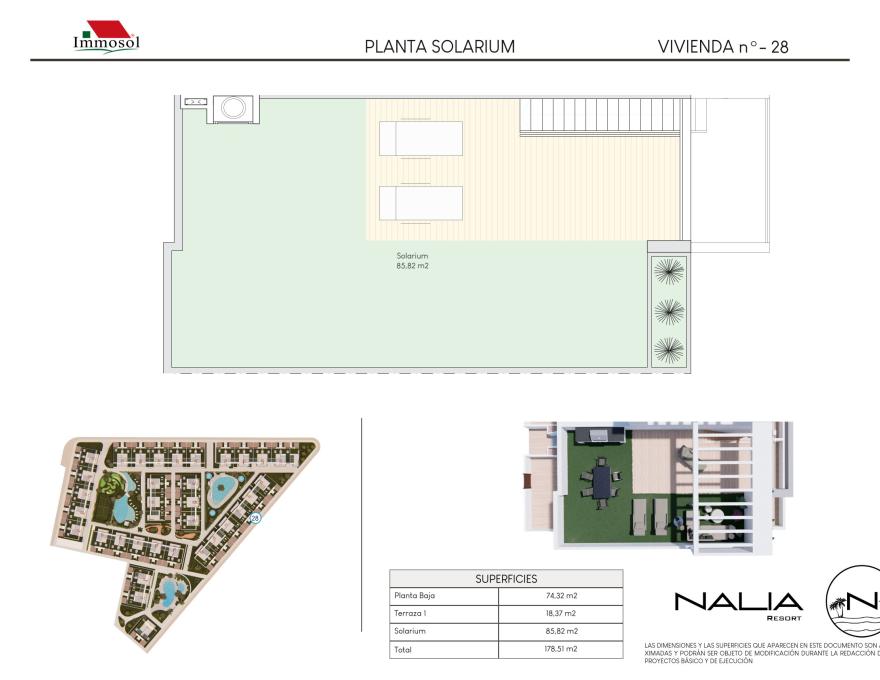 Immosol
PLANTA SOLARIUM
VIVIENDA nº- 28
Solarium
85,82 m2
28
SUPERFICIES
Planta Baja 74,32 m2
Terraza 1 18,37 m2
Solarium 85,82 m2
Total 178,51 m2
NALIA
RESORT
N
LAS DIMENSIONES Y LAS SUPERFICIES QUE APARECEN EN ESTE DOCUMENTO SON
XIMADAS Y PODRÁN SER OBJETO DE MODIFICACIÓN DURANTE LA REDACCIÓN
PROYECTOS BÁSICO Y DE EJECUCIÓN